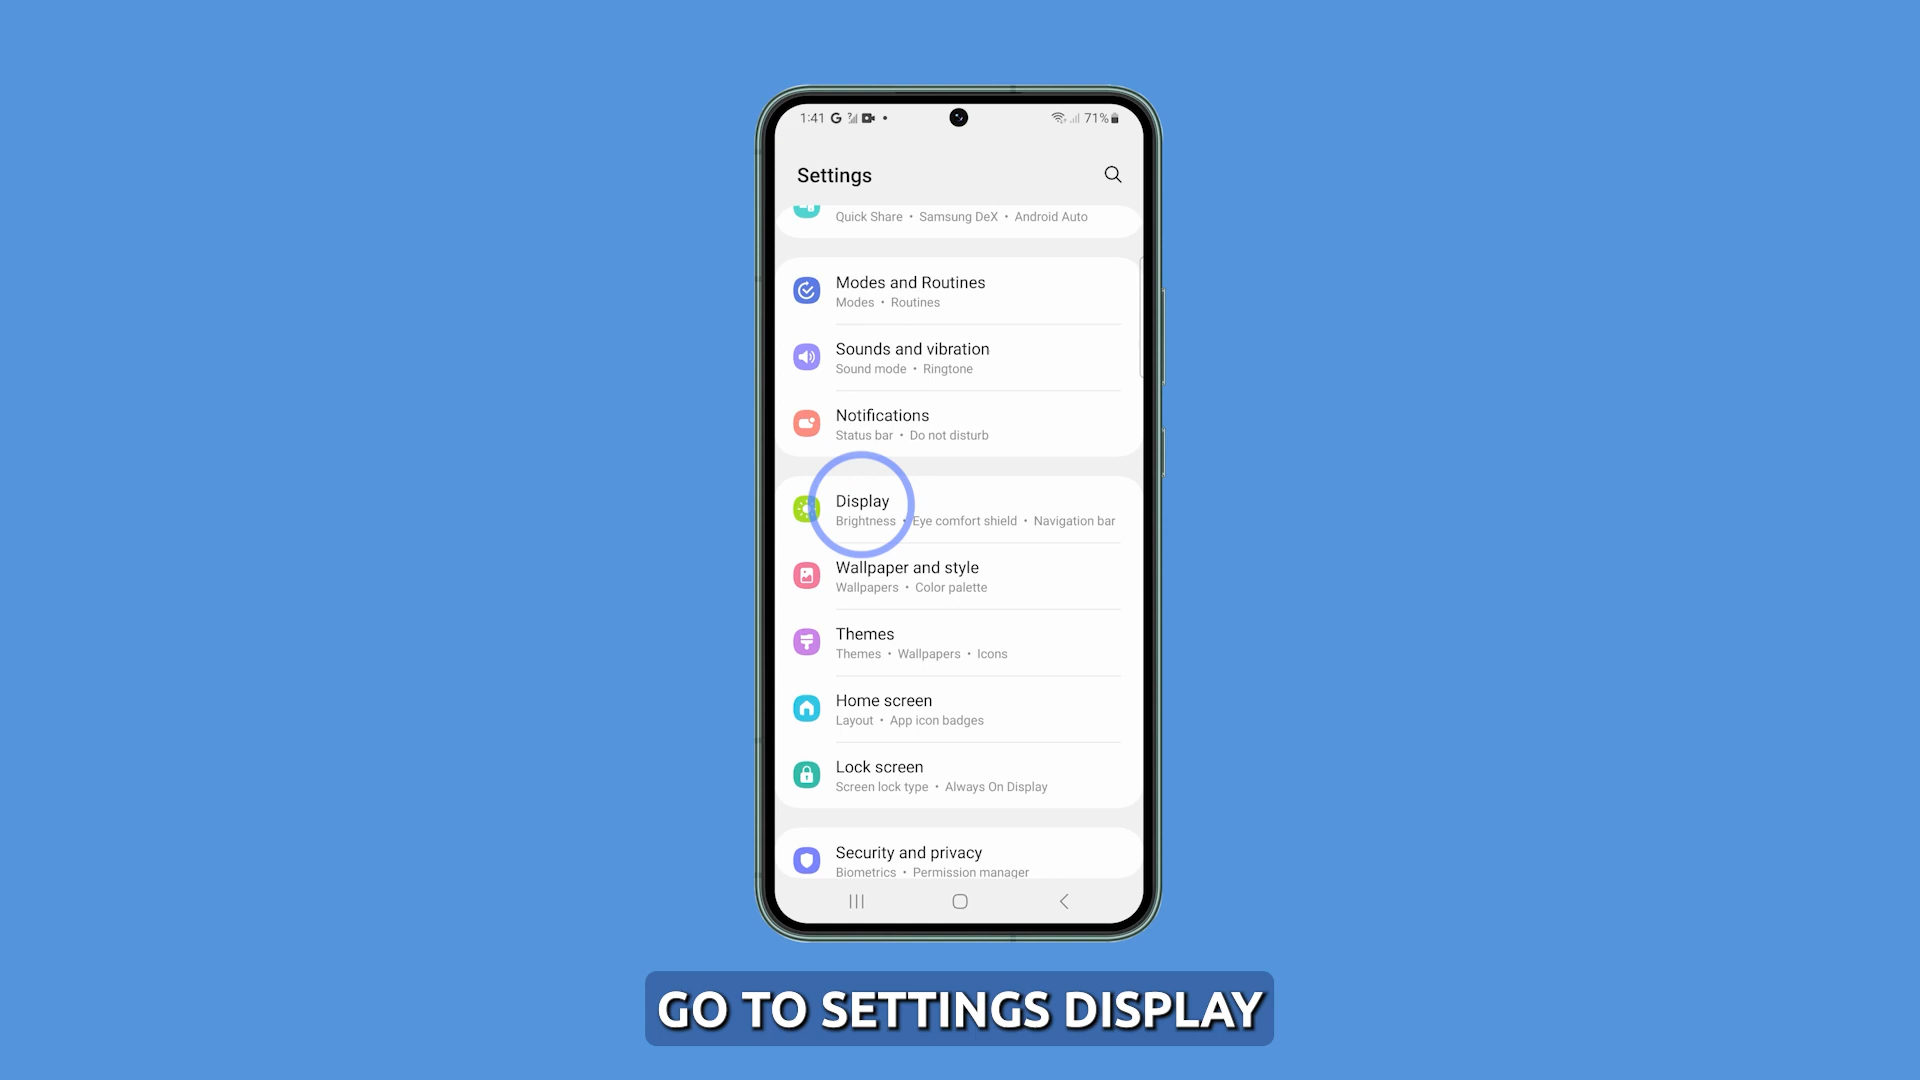 1:41 71%
Settings
Quick Share • Samsung DeX • Android Auto
Modes and Routines
Modes • Routines
Sounds and vibration
Sound mode • Ringtone
Notifications
Status bar • Do not disturb
Display
Brightness • Eye comfort shield • Navigation bar
Wallpaper and style
Wallpapers • Color palette
Themes
Themes • Wallpapers • Icons
Home screen
Layout • App icon badges
Lock screen
Screen lock type • Always On Display
Security and privacy
Biometrics • Permission manager
GO TO SETTINGS DISPLAY